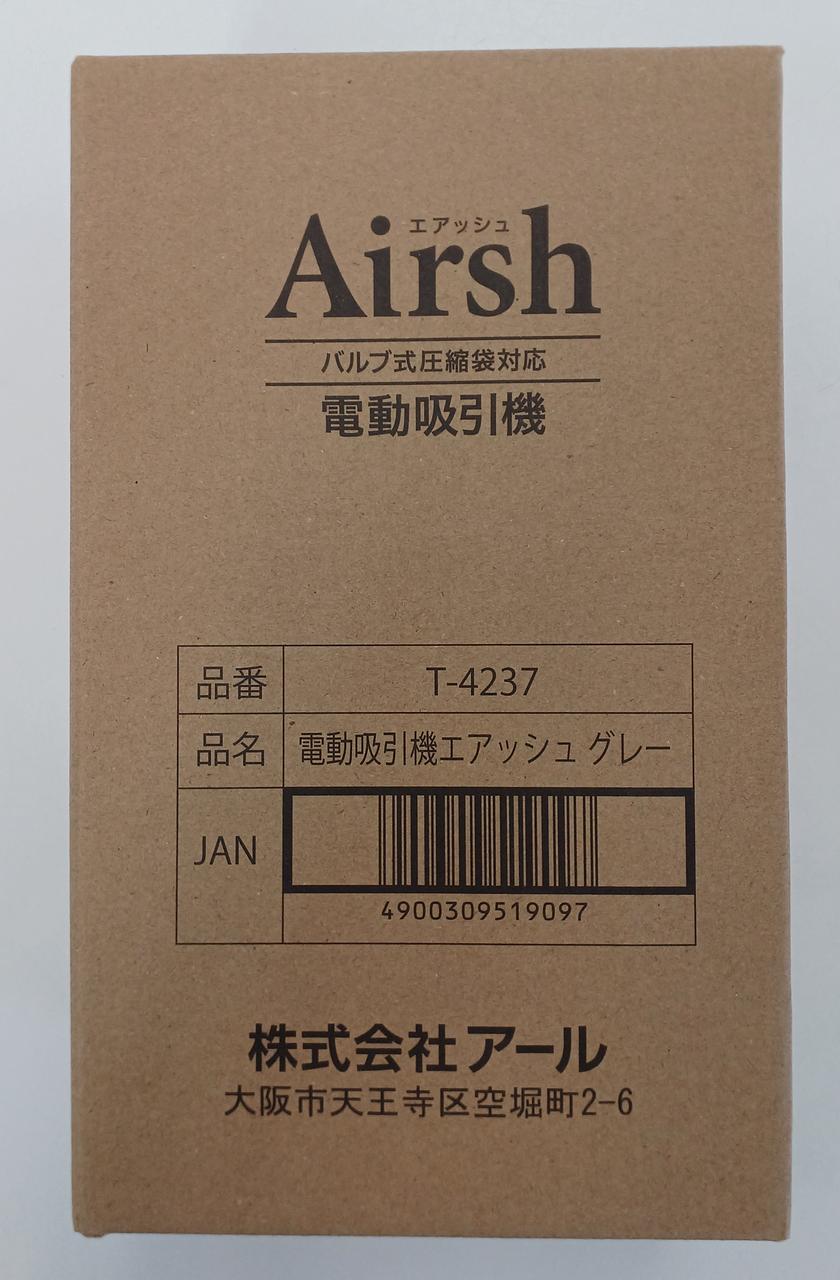 エアッシュ
Airsh
バルブ式圧縮袋対応
電動吸引機
品番 T-4237
品名 電動吸引機エアッシュ グレー
JAN
4900309519097
株式会社アール
大阪市天王寺区空堀町2-6